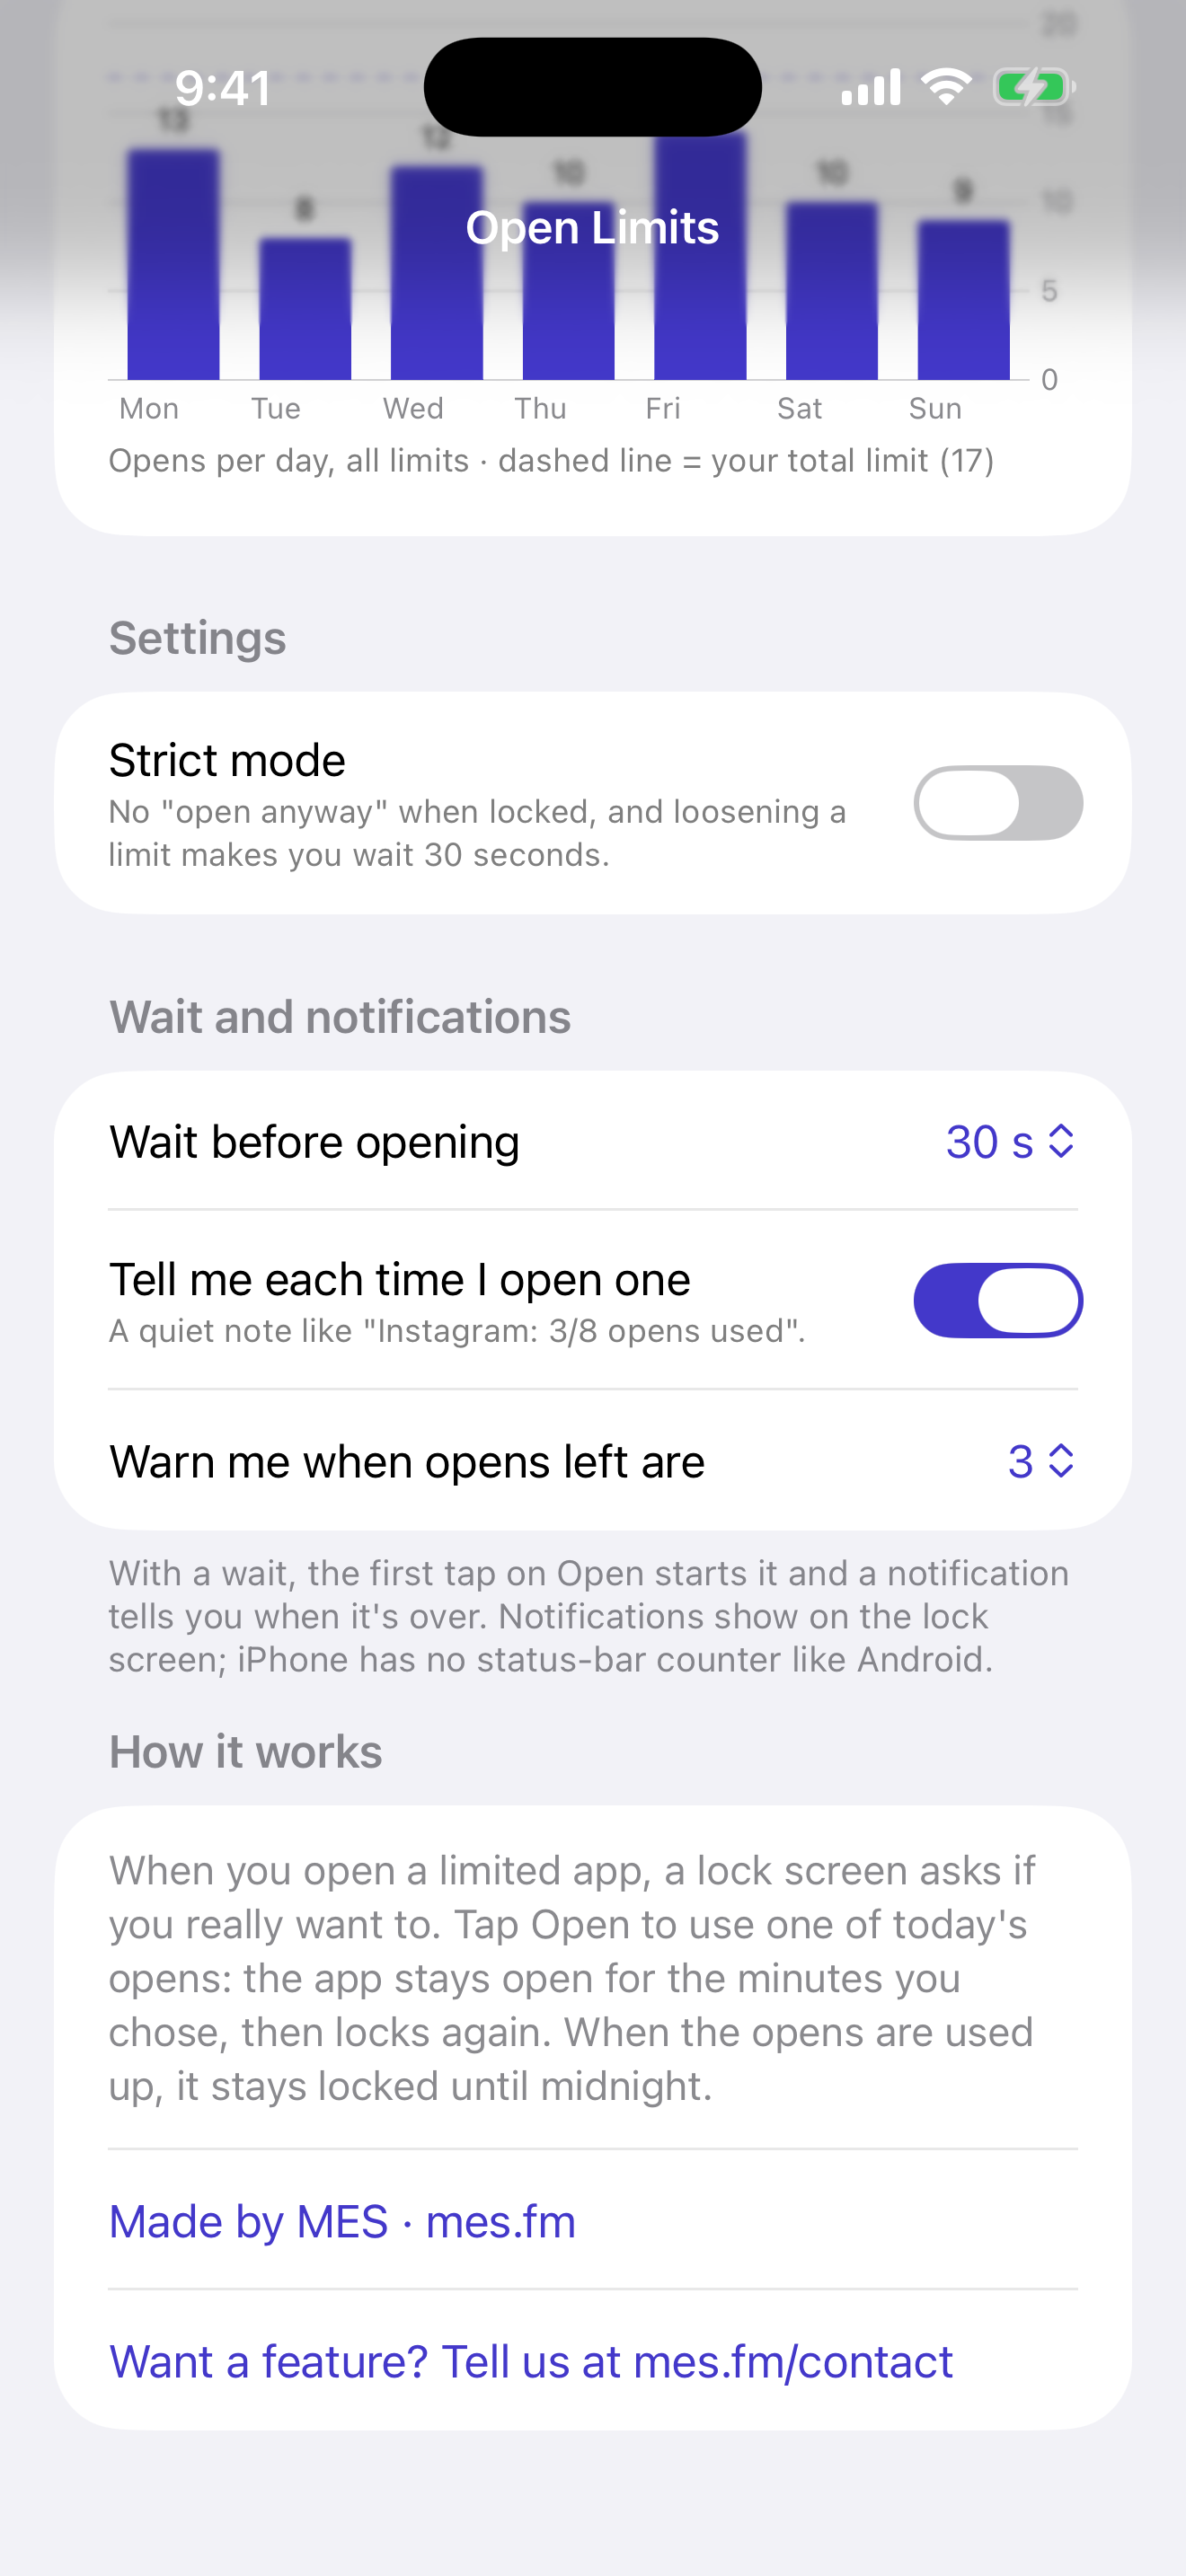 20
9:41
15
13
12
10
10
9
10
8
Open Limits
5
0
Mon Tue Wed Thu Fri Sat Sun
Opens per day, all limits · dashed line = your total limit (17)
Settings
Strict mode
No "open anyway" when locked, and loosening a
limit makes you wait 30 seconds.
Wait and notifications
Wait before opening 30 s
Tell me each time I open one
A quiet note like "Instagram: 3/8 opens used".
Warn me when opens left are 3
With a wait, the first tap on Open starts it and a notification
tells you when it's over. Notifications show on the lock
screen; iPhone has no status-bar counter like Android.
How it works
When you open a limited app, a lock screen asks if
you really want to. Tap Open to use one of today's
opens: the app stays open for the minutes you
chose, then locks again. When the opens are used
up, it stays locked until midnight.
Made by MES · mes.fm
Want a feature? Tell us at mes.fm/contact